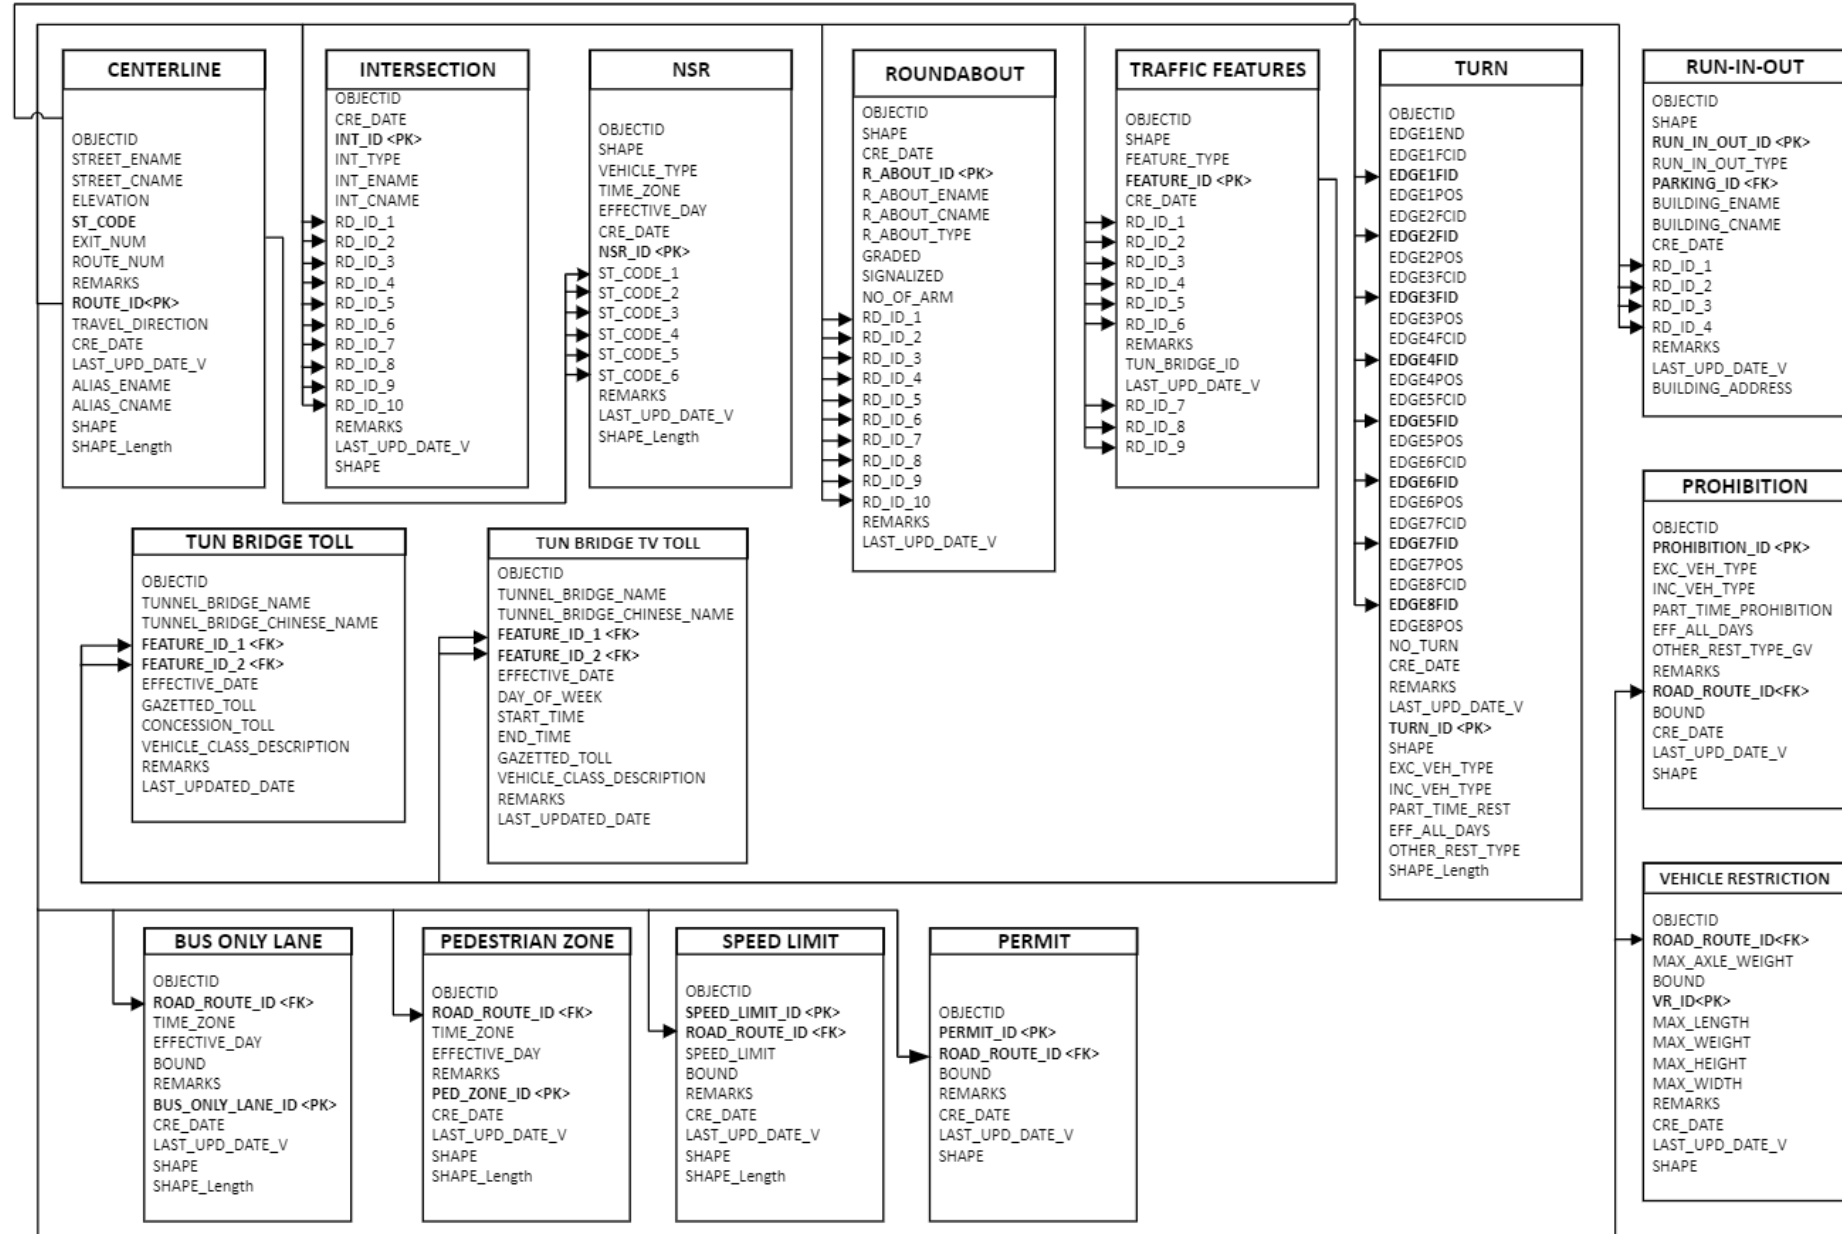 CENTERLINE
OBJECTID
STREET_ENAME
STREET_CNAME
ELEVATION
ST_CODE
EXIT_NUM
ROUTE_NUM
REMARKS
ROUTE_ID<PK>
TRAVEL_DIRECTION
CRE_DATE
LAST_UPD_DATE_V
ALIAS_ENAME
ALIAS_CNAME
SHAPE
SHAPE_Length
INTERSECTION
OBJECTID
CRE_DATE
INT_ID <PK>
INT_TYPE
INT_ENAME
INT_CNAME
RD_ID_1
RD_ID_2
RD_ID_3
RD_ID_4
RD_ID_5
RD_ID_6
RD_ID_7
RD_ID_8
RD_ID_9
RD_ID_10
REMARKS
LAST_UPD_DATE_V
SHAPE
NSR
OBJECTID
SHAPE
VEHICLE_TYPE
TIME_ZONE
EFFECTIVE_DAY
CRE_DATE
NSR_ID <PK>
ST_CODE_1
ST_CODE_2
ST_CODE_3
ST_CODE_4
ST_CODE_5
ST_CODE_6
REMARKS
LAST_UPD_DATE_V
SHAPE_Length
ROUNDABOUT
OBJECTID
SHAPE
CRE_DATE
R_ABOUT_ID <PK>
R_ABOUT_ENAME
R_ABOUT_CNAME
R_ABOUT_TYPE
GRADED
SIGNALIZED
NO_OF_ARM
RD_ID_1
RD_ID_2
RD_ID_3
RD_ID_4
RD_ID_5
RD_ID_6
RD_ID_7
RD_ID_8
RD_ID_9
RD_ID_10
REMARKS
LAST_UPD_DATE_V
TRAFFIC FEATURES
OBJECTID
SHAPE
FEATURE_TYPE
FEATURE_ID <PK>
CRE_DATE
RD_ID_1
RD_ID_2
RD_ID_3
RD_ID_4
RD_ID_5
RD_ID_6
REMARKS
TUN_BRIDGE_ID
LAST_UPD_DATE_V
RD_ID_7
RD_ID_8
RD_ID_9
TURN
OBJECTID
EDGE1END
EDGE1FCID
EDGE1FID
EDGE1POS
EDGE2FCID
EDGE2FID
EDGE2POS
EDGE3FCID
EDGE3FID
EDGE3POS
EDGE4FCID
EDGE4FID
EDGE4POS
EDGE5FCID
EDGE5FID
EDGE5POS
EDGE6FCID
EDGE6FID
EDGE6POS
EDGE7FCID
EDGE7FID
EDGE7POS
EDGE8FCID
EDGE8FID
EDGE8POS
NO_TURN
CRE_DATE
REMARKS
LAST_UPD_DATE_V
TURN_ID <PK>
SHAPE
EXC_VEH_TYPE
INC_VEH_TYPE
PART_TIME_REST
EFF_ALL_DAYS
OTHER_REST_TYPE
SHAPE_Length
RUN-IN-OUT
OBJECTID
SHAPE
RUN_IN_OUT_ID <PK>
RUN_IN_OUT_TYPE
PARKING_ID <FK>
BUILDING_ENAME
BUILDING_CNAME
CRE_DATE
RD_ID_1
RD_ID_2
RD_ID_3
RD_ID_4
REMARKS
LAST_UPD_DATE_V
BUILDING_ADDRESS
PROHIBITION
OBJECTID
PROHIBITION_ID <PK>
EXC_VEH_TYPE
INC_VEH_TYPE
PART_TIME_PROHIBITION
EFF_ALL_DAYS
OTHER_REST_TYPE_GV
REMARKS
ROAD_ROUTE_ID<FK>
BOUND
CRE_DATE
LAST_UPD_DATE_V
SHAPE
TUN BRIDGE TOLL
OBJECTID
TUNNEL_BRIDGE_NAME
TUNNEL_BRIDGE_CHINESE_NAME
FEATURE_ID_1 <FK>
FEATURE_ID_2 <FK>
EFFECTIVE_DATE
GAZETTED_TOLL
CONCESSION_TOLL
VEHICLE_CLASS_DESCRIPTION
REMARKS
LAST_UPDATED_DATE
TUN BRIDGE TV TOLL
OBJECTID
TUNNEL_BRIDGE_NAME
TUNNEL_BRIDGE_CHINESE_NAME
FEATURE_ID_1 <FK>
FEATURE_ID_2 <FK>
EFFECTIVE_DATE
DAY_OF_WEEK
START_TIME
END_TIME
GAZETTED_TOLL
VEHICLE_CLASS_DESCRIPTION
REMARKS
LAST_UPDATED_DATE
VEHICLE RESTRICTION
OBJECTID
ROAD_ROUTE_ID<FK>
MAX_AXLE_WEIGHT
BOUND
VR_ID<PK>
MAX_LENGTH
MAX_WEIGHT
MAX_HEIGHT
MAX_WIDTH
REMARKS
CRE_DATE
LAST_UPD_DATE_V
SHAPE
BUS ONLY LANE
OBJECTID
ROAD_ROUTE_ID <FK>
TIME_ZONE
EFFECTIVE_DAY
BOUND
REMARKS
BUS_ONLY_LANE_ID <PK>
CRE_DATE
LAST_UPD_DATE_V
SHAPE
SHAPE_Length
PEDESTRIAN ZONE
OBJECTID
ROAD_ROUTE_ID <FK>
TIME_ZONE
EFFECTIVE_DAY
REMARKS
PED_ZONE_ID <PK>
CRE_DATE
LAST_UPD_DATE_V
SHAPE
SHAPE_Length
SPEED LIMIT
OBJECTID
SPEED_LIMIT_ID <PK>
ROAD_ROUTE_ID <FK>
SPEED_LIMIT
BOUND
REMARKS
CRE_DATE
LAST_UPD_DATE_V
SHAPE
SHAPE_Length
PERMIT
OBJECTID
PERMIT_ID <PK>
ROAD_ROUTE_ID <FK>
BOUND
REMARKS
CRE_DATE
LAST_UPD_DATE_V
SHAPE